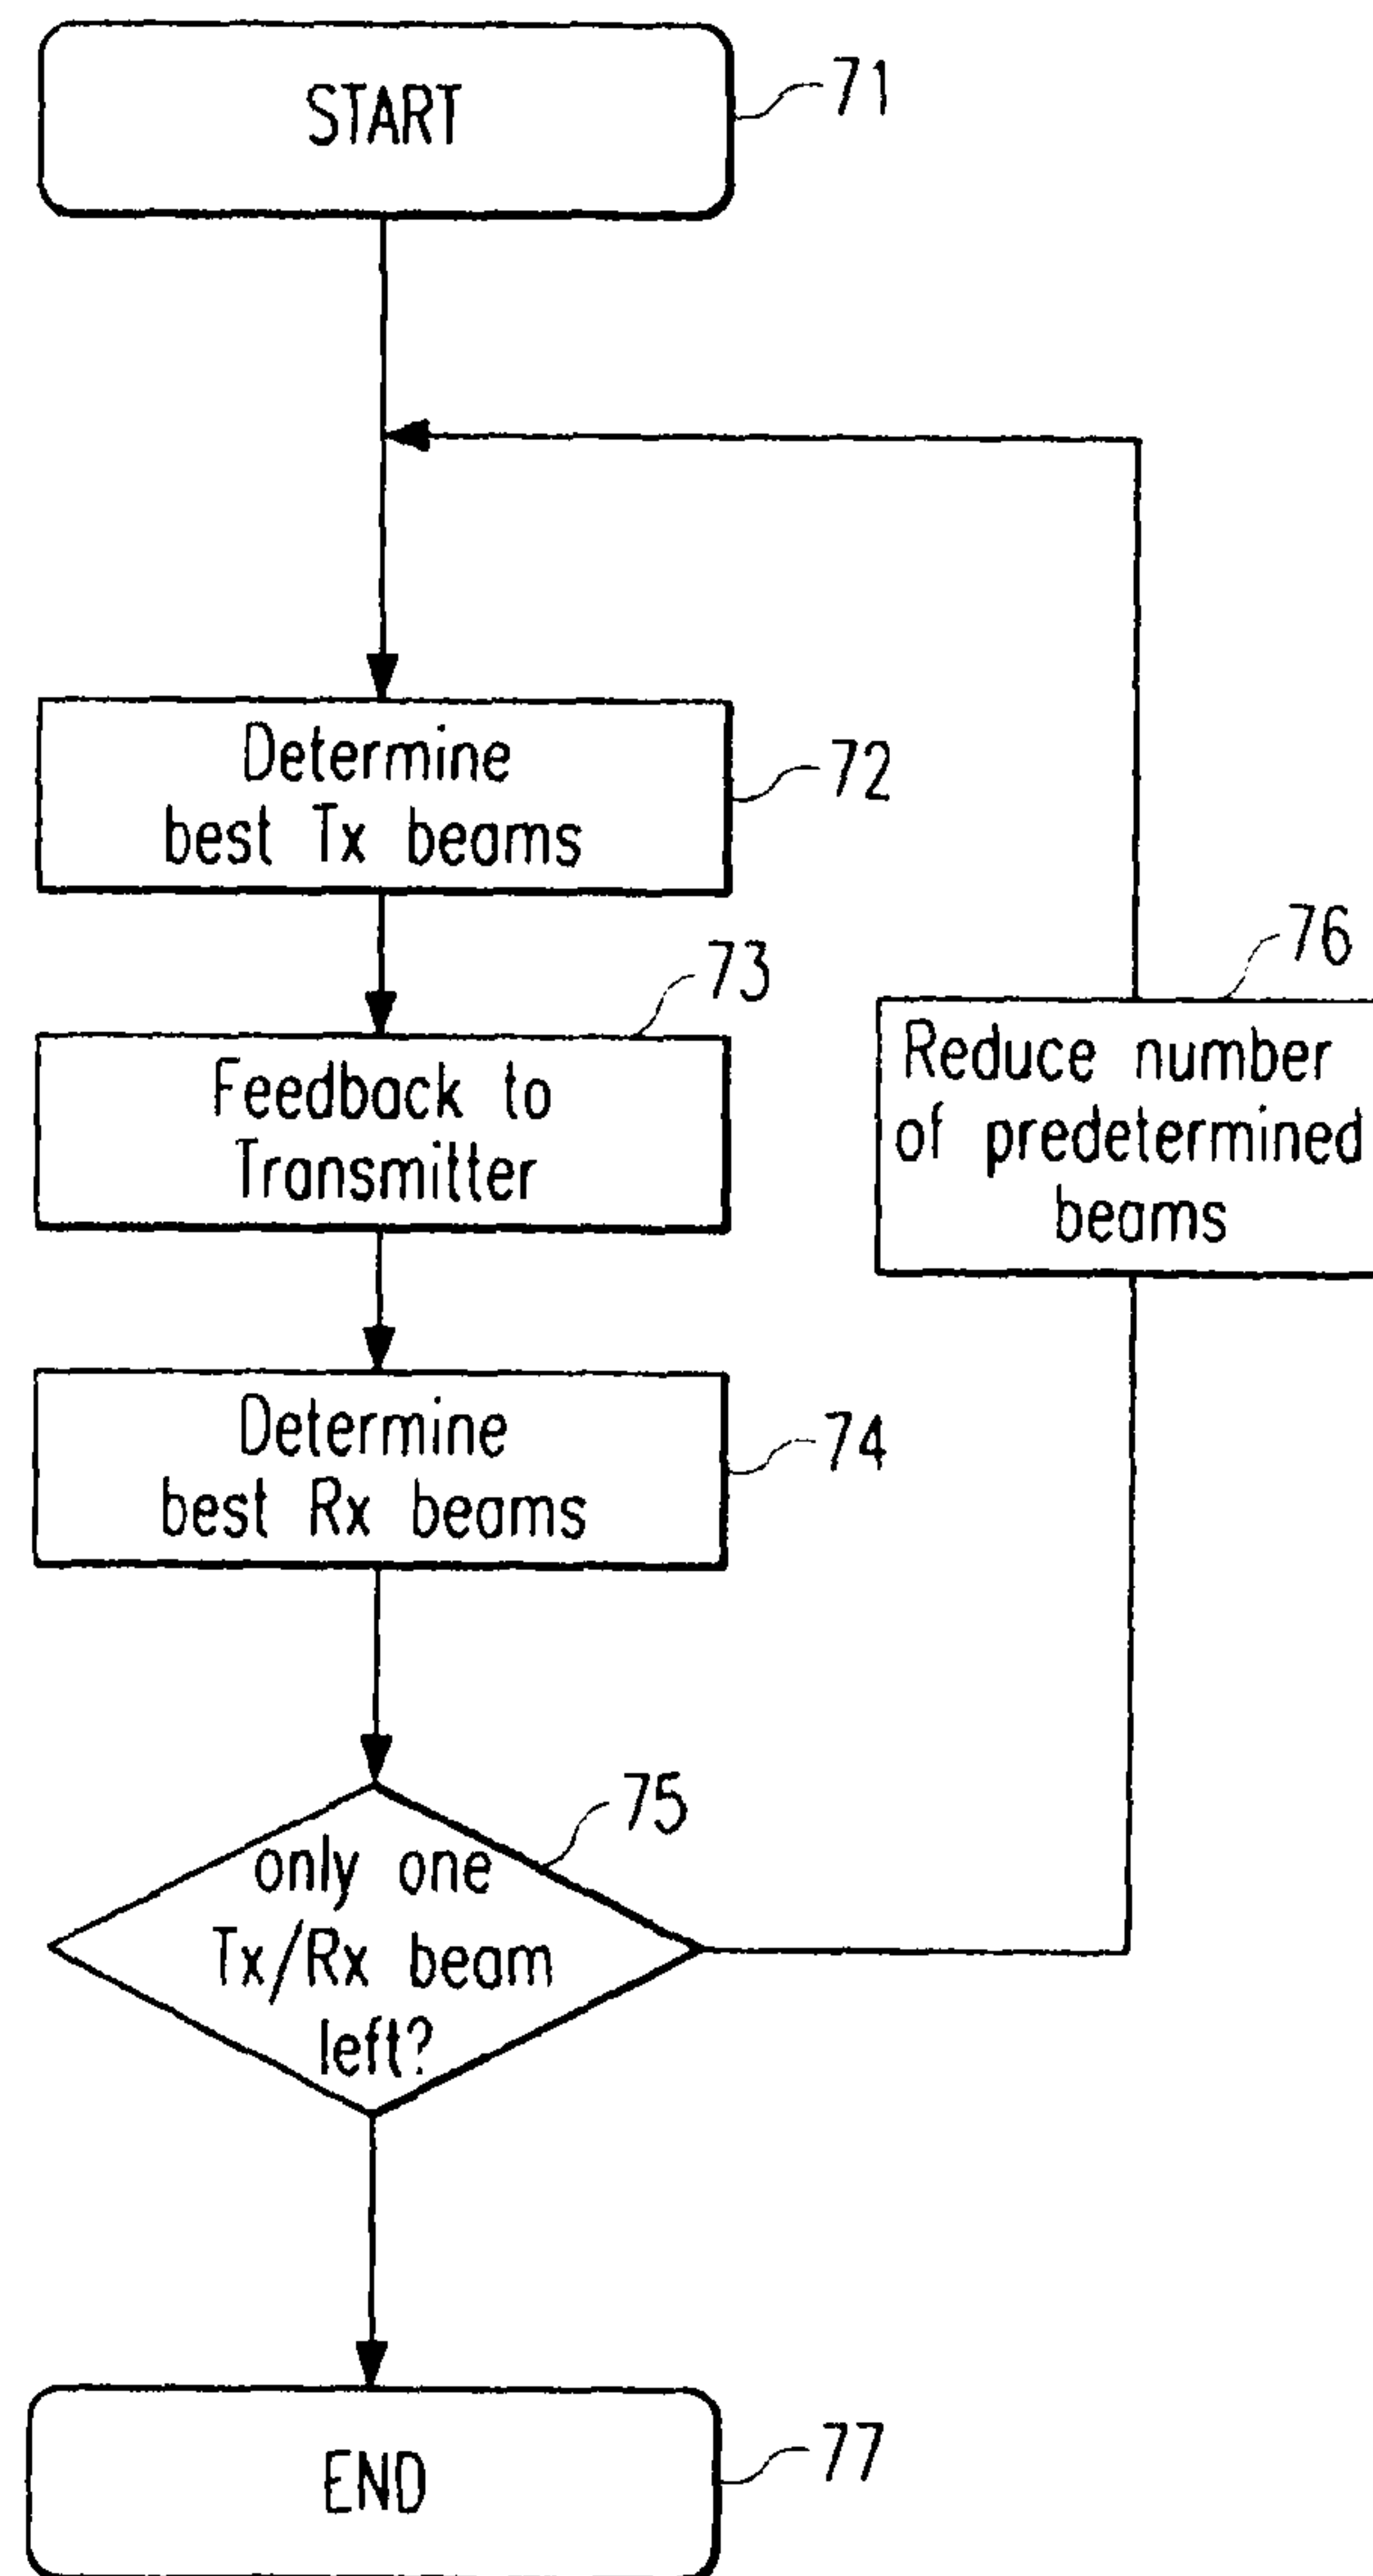 START
71
Determine
best Tx beams
72
73
Feedback to
Transmitter
76
Reduce number
of predetermined
beams
Determine
best Rx beams
74
75
only one
Tx/Rx beam
left?
END
77